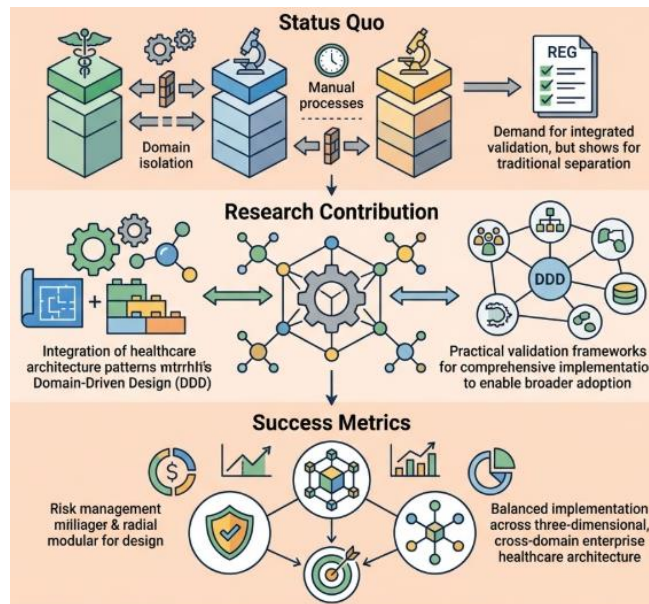 Status Quo
Manual
processes
Domain
isolation
REG
Demand for integrated
validation, but shows for
traditional separation
Research Contribution
DDD
Integration of healthcare
architecture patterns mtrrhlt's
Domain-Driven Design (DDD)
Practical validation frameworks
for comprehensive implementatio
to enable broader adoption
Success Metrics
$
Risk management
milliager & radial
modular for design
Balanced implementation
across three-dimensional,
cross-domain enterprise
healthcare architecture